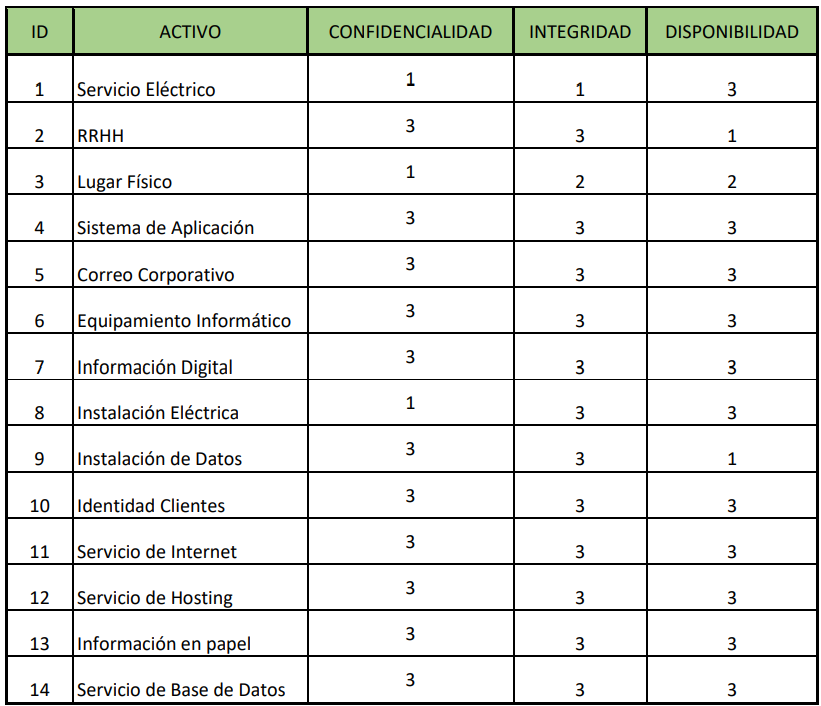 ID ACTIVO CONFIDENCIALIDAD INTEGRIDAD DISPONIBILIDAD
1 Servicio Eléctrico 1 1 3
2 RRHH 3 3 1
3 Lugar Físico 1 2 2
4 Sistema de Aplicación 3 3 3
5 Correo Corporativo 3 3 3
6 Equipamiento Informático 3 3 3
7 Información Digital 3 3 3
8 Instalación Eléctrica 1 3 3
9 Instalación de Datos 3 3 1
10 Identidad Clientes 3 3 3
11 Servicio de Internet 3 3 3
12 Servicio de Hosting 3 3 3
13 Información en papel 3 3 3
14 Servicio de Base de Datos 3 3 3